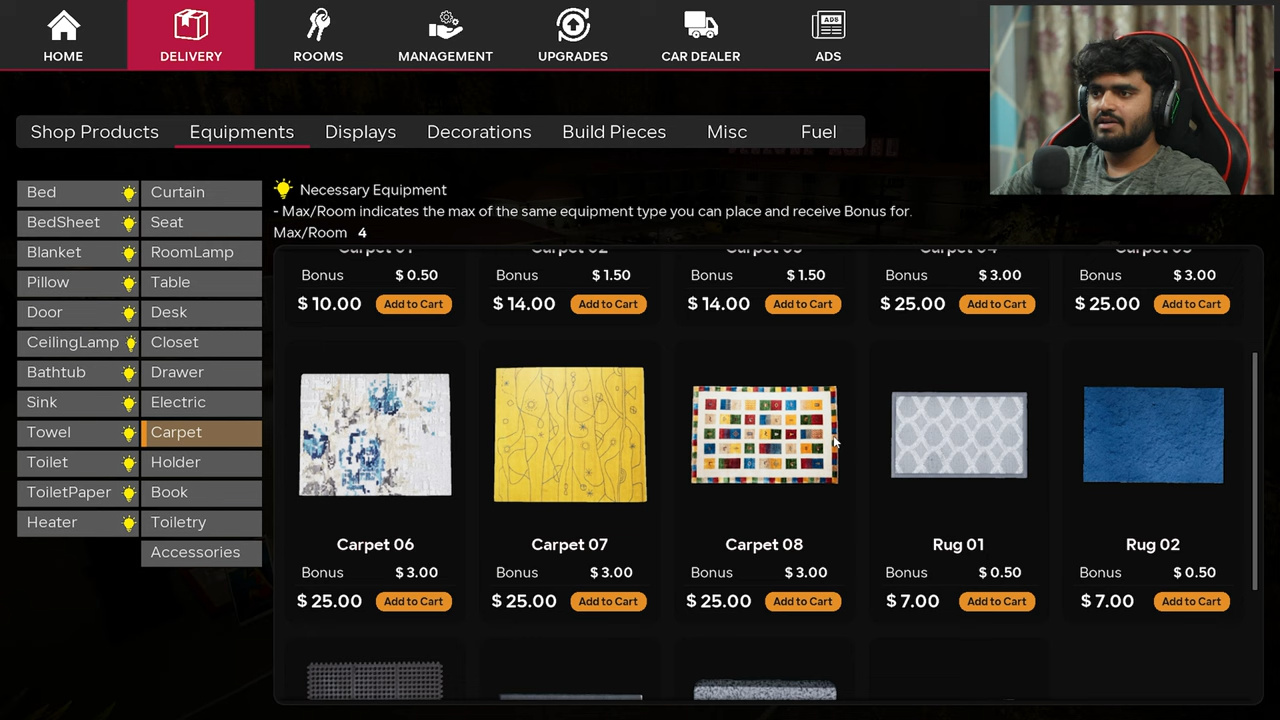 HOME
DELIVERY
ROOMS
MANAGEMENT
UPGRADES
CAR DEALER
ADS
ADS
Shop Products
Equipments
Displays
Decorations
Build Pieces
Misc
Fuel
Bed
Curtain
BedSheet
Seat
Blanket
RoomLamp
Pillow
Table
Door
Desk
CeilingLamp
Closet
Bathtub
Drawer
Sink
Electric
Towel
Carpet
Toilet
Holder
ToiletPaper
Book
Heater
Toiletry
Accessories
Necessary Equipment
- Max/Room indicates the max of the same equipment type you can place and receive Bonus for.
Max/Room 4
Bonus $ 0.50
$ 10.00 Add to Cart
Bonus $ 1.50
$ 14.00 Add to Cart
Bonus $ 1.50
$ 14.00 Add to Cart
Bonus $ 3.00
$ 25.00 Add to Cart
Bonus $ 3.00
$ 25.00 Add to Cart
Carpet 06
Bonus $ 3.00
$ 25.00 Add to Cart
Carpet 07
Bonus $ 3.00
$ 25.00 Add to Cart
Carpet 08
Bonus $ 3.00
$ 25.00 Add to Cart
Rug 01
Bonus $ 0.50
$ 7.00 Add to Cart
Rug 02
Bonus $ 0.50
$ 7.00 Add to Cart